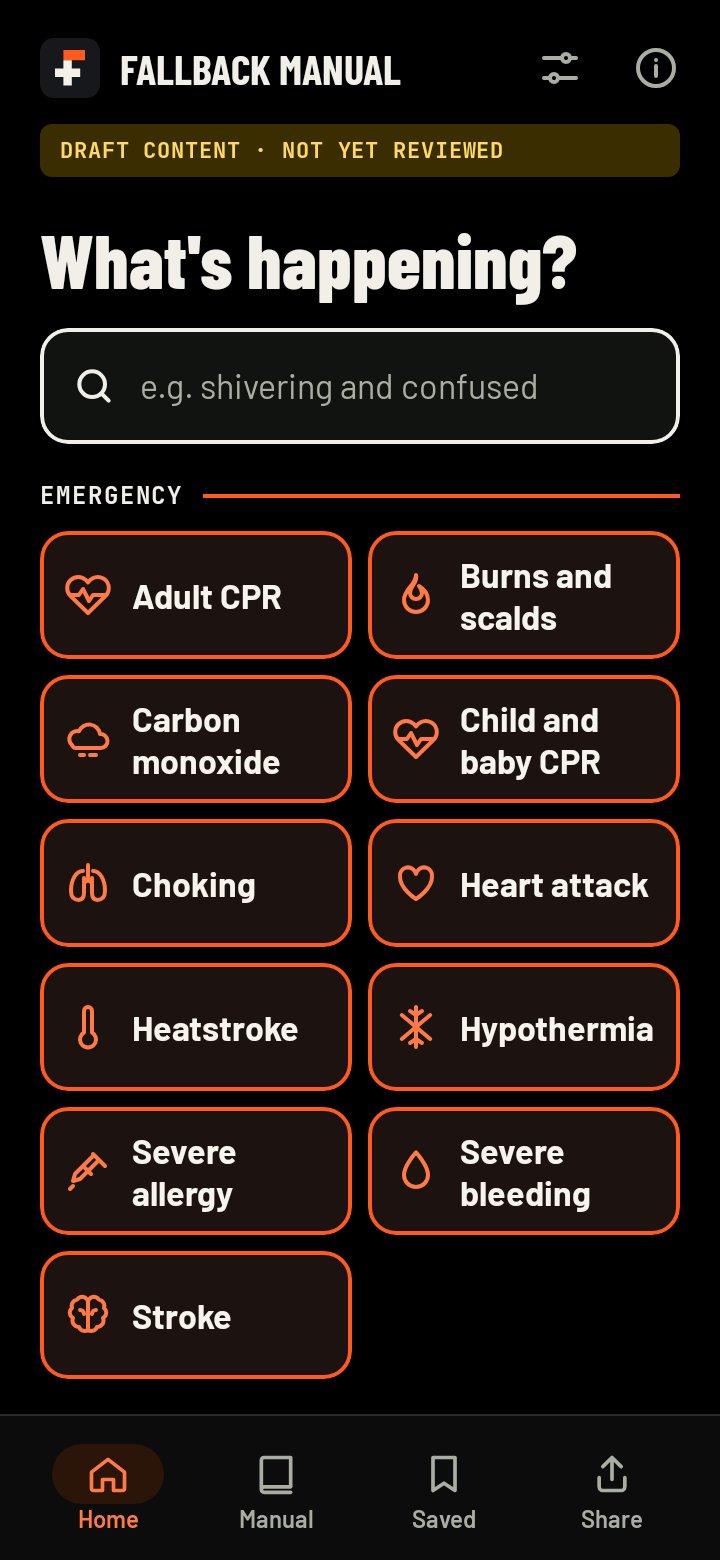 FALLBACK MANUAL
DRAFT CONTENT · NOT YET REVIEWED
What's happening?
e.g. shivering and confused
EMERGENCY
Adult CPR
Burns and
scalds
Carbon
monoxide
Child and
baby CPR
Choking
Heart attack
Heatstroke
Hypothermia
Severe
allergy
Severe
bleeding
Stroke
Home
Manual
Saved
Share